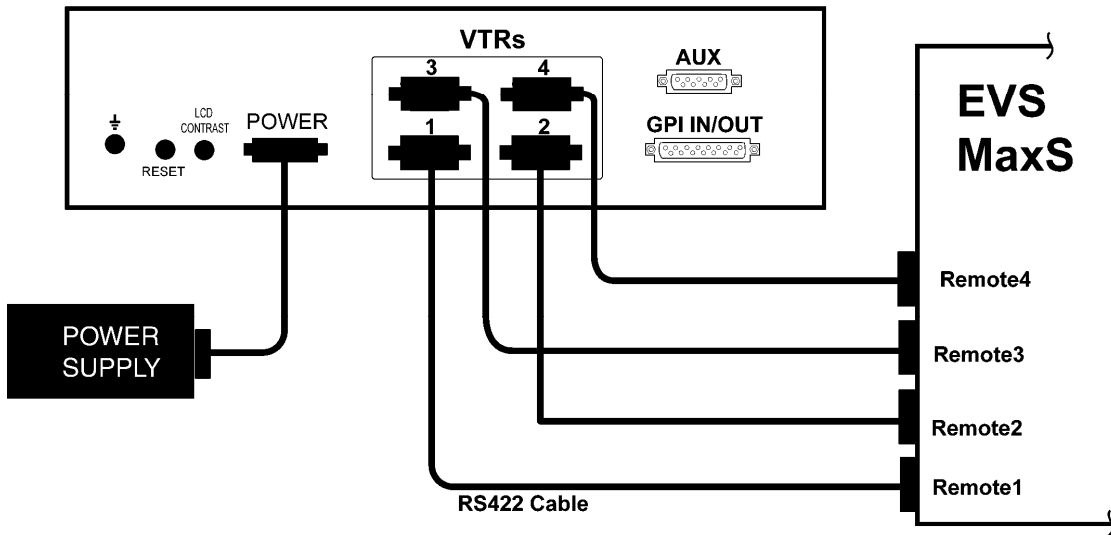 VTRs
3
4
AUX
LCD
CONTRAST
POWER
1
2
GPI IN/OUT
RESET
EVS
MaxS
Remote4
POWER
SUPPLY
Remote3
Remote2
Remote1
RS422 Cable